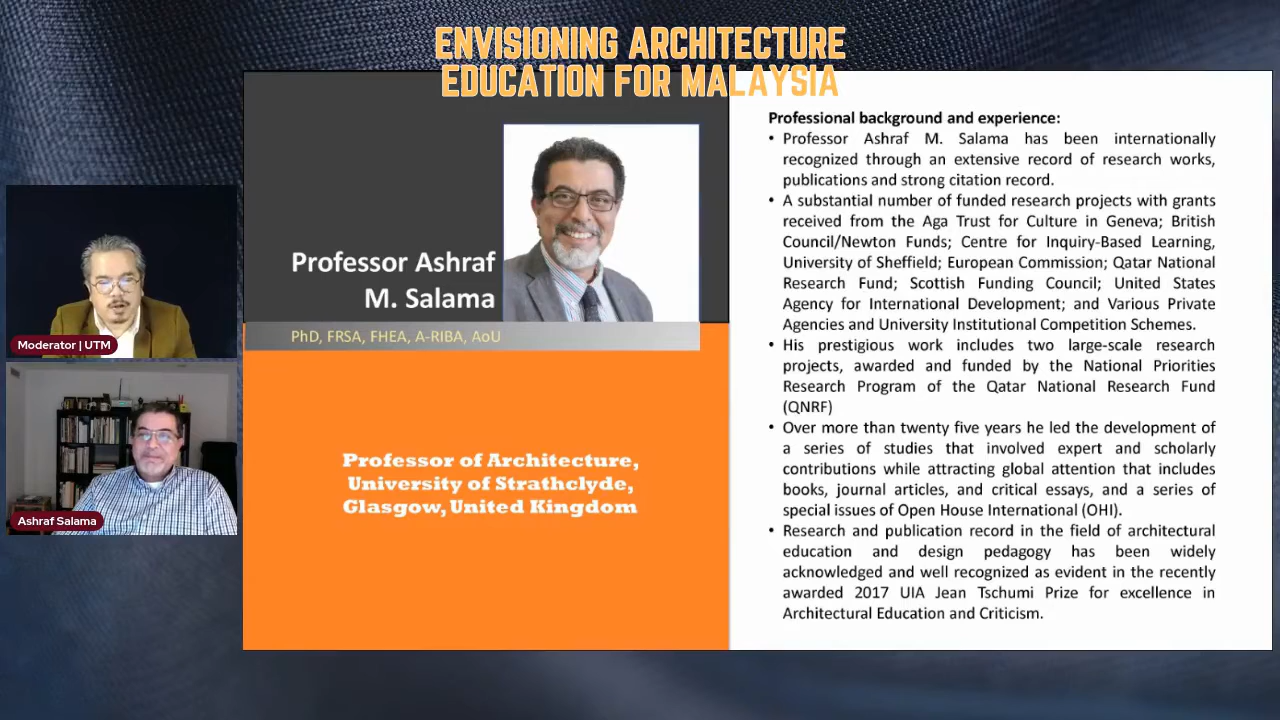 ENVISIONING ARCHITECTURE
EDUCATION FOR MALAYSIA
Moderator | UTM
Ashraf Salama
Professor Ashraf
M. Salama
PhD, FRSA, FHEA, A-RIBA, AoU
Professor of Architecture,
University of Strathclyde,
Glasgow, United Kingdom
Professional background and experience:
• Professor Ashraf M. Salama has been internationally
recognized through an extensive record of research works,
publications and strong citation record.
• A substantial number of funded research projects with grants
received from the Aga Trust for Culture in Geneva; British
Council/Newton Funds; Centre for Inquiry-Based Learning,
University of Sheffield; European Commission; Qatar National
Research Fund; Scottish Funding Council; United States
Agency for International Development; and Various Private
Agencies and University Institutional Competition Schemes.
• His prestigious work includes two large-scale research
projects, awarded and funded by the National Priorities
Research Program of the Qatar National Research Fund
(QNRF)
• Over more than twenty five years he led the development of
a series of studies that involved expert and scholarly
contributions while attracting global attention that includes
books, journal articles, and critical essays, and a series of
special issues of Open House International (OHI).
• Research and publication record in the field of architectural
education and design pedagogy has been widely
acknowledged and well recognized as evident in the recently
awarded 2017 UIA Jean Tschumi Prize for excellence in
Architectural Education and Criticism.